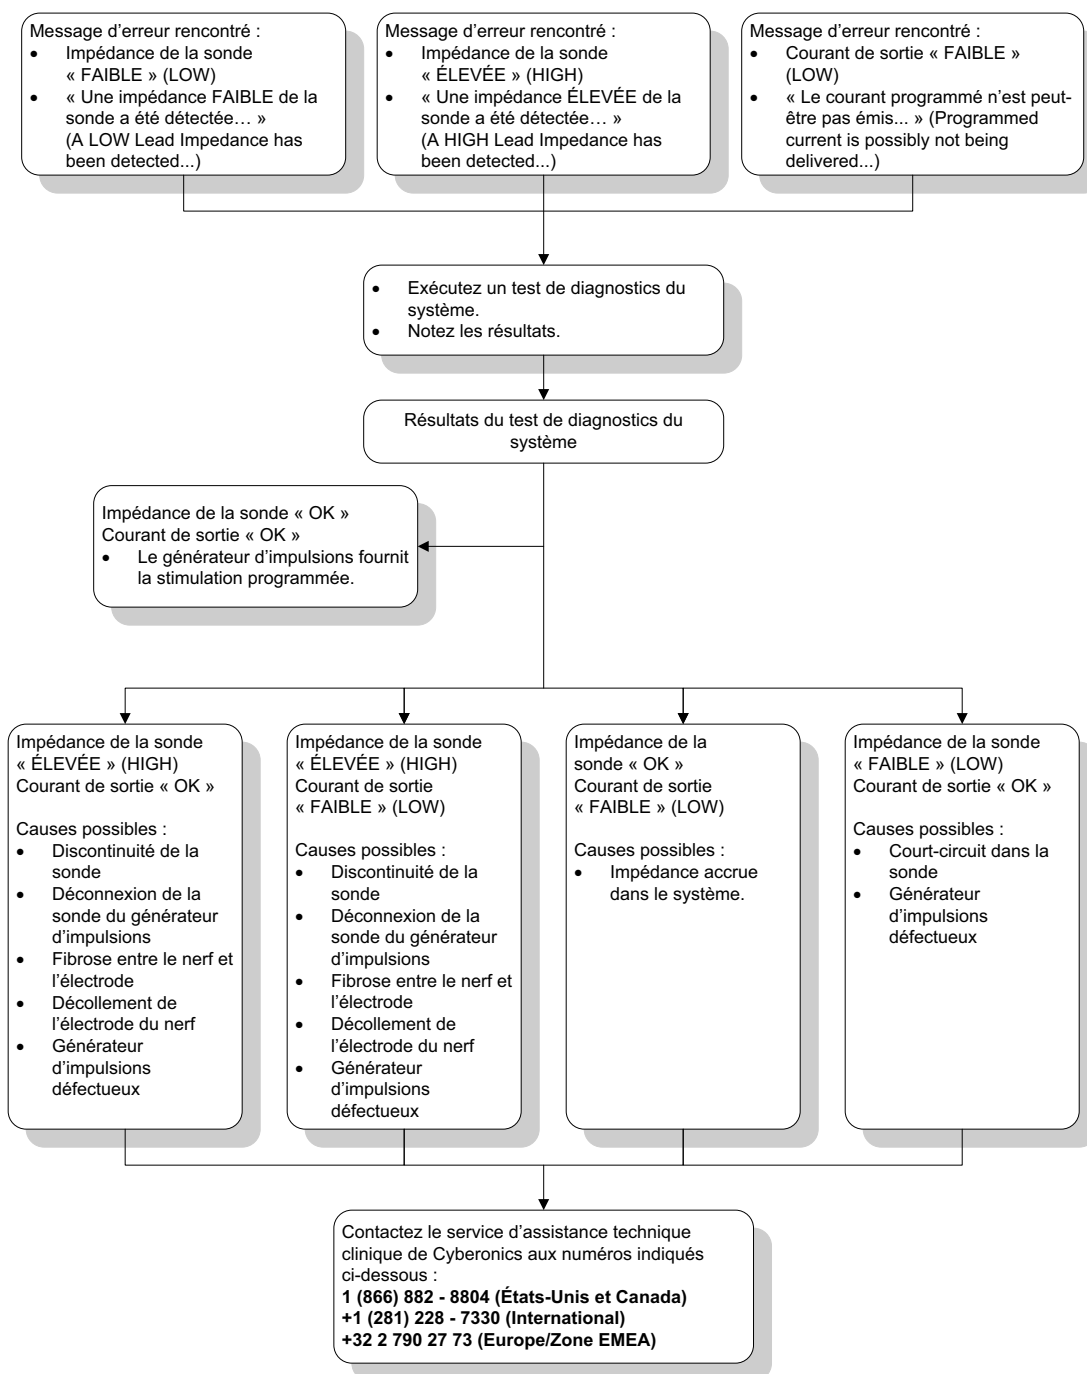 Message d'erreur rencontré :
• Impédance de la sonde
« FAIBLE » (LOW)
• « Une impédance FAIBLE de la
sonde a été détectée… »
(A LOW Lead Impedance has
been detected...)
Message d'erreur rencontré :
• Impédance de la sonde
« ÉLEVÉE » (HIGH)
• « Une impédance ÉLEVÉE de la
sonde a été détectée… »
(A HIGH Lead Impedance has
been detected...)
Message d'erreur rencontré :
• Courant de sortie « FAIBLE »
(LOW)
• « Le courant programmé n'est peut-
être pas émis... » (Programmed
current is possibly not being
delivered...)
• Exécutez un test de diagnostics du
système.
• Notez les résultats.
Résultats du test de diagnostics du
système
Impédance de la sonde « OK »
Courant de sortie « OK »
• Le générateur d'impulsions fournit
la stimulation programmée.
Impédance de la sonde
« ÉLEVÉE » (HIGH)
Courant de sortie « OK »
Causes possibles :
• Discontinuité de la
sonde
• Déconnexion de la
sonde du générateur
d'impulsions
• Fibrose entre le nerf et
l'électrode
• Décollement de
l'électrode du nerf
• Générateur
d'impulsions
défectueux
Impédance de la sonde
« ÉLEVÉE » (HIGH)
Courant de sortie
« FAIBLE » (LOW)
Causes possibles :
• Discontinuité de la
sonde
• Déconnexion de la
sonde du générateur
d'impulsions
• Fibrose entre le nerf et
l'électrode
• Décollement de
l'électrode du nerf
• Générateur
d'impulsions
défectueux
Impédance de la
sonde « OK »
Courant de sortie
« FAIBLE » (LOW)
Causes possibles :
• Impédance accrue
dans le système.
Impédance de la sonde
« FAIBLE » (LOW)
Courant de sortie « OK »
Causes possibles :
• Court-circuit dans la
sonde
• Générateur
d'impulsions
défectueux
Contactez le service d'assistance technique
clinique de Cyberonics aux numéros indiqués
ci-dessous :
1 (866) 882 - 8804 (États-Unis et Canada)
+1 (281) 228 - 7330 (International)
+32 2 790 27 73 (Europe/Zone EMEA)